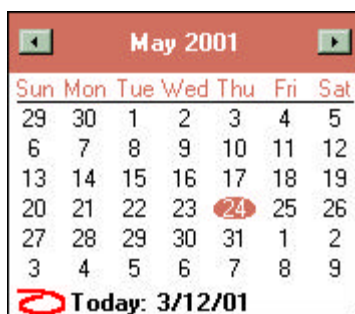 May 2001
Sun Mon Tue Wed Thu Fri Sat
29 30 1 2 3 4 5
6 7 8 9 10 11 12
13 14 15 16 17 18 19
20 21 22 23 24 25 26
27 28 29 30 31 1 2
3 4 5 6 7 8 9
Today: 3/12/01